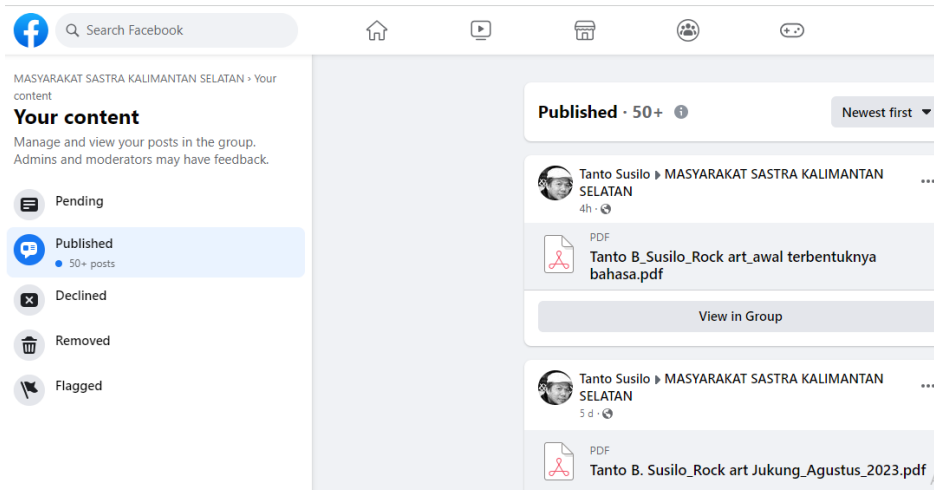 Search Facebook
MASYARAKAT SASTRA KALIMANTAN SELATAN › Your
content
Your content
Manage and view your posts in the group.
Admins and moderators may have feedback.
Pending
Published
50+ posts
Declined
Removed
Flagged
Published · 50+
Newest first
Tanto Susilo ▸ MASYARAKAT SASTRA KALIMANTAN
SELATAN
4h ·
PDF
Tanto B_Susilo_Rock art_awal terbentuknya
bahasa.pdf
View in Group
Tanto Susilo ▸ MASYARAKAT SASTRA KALIMANTAN
SELATAN
5 d ·
PDF
Tanto B. Susilo_Rock art Jukung_Agustus_2023.pdf